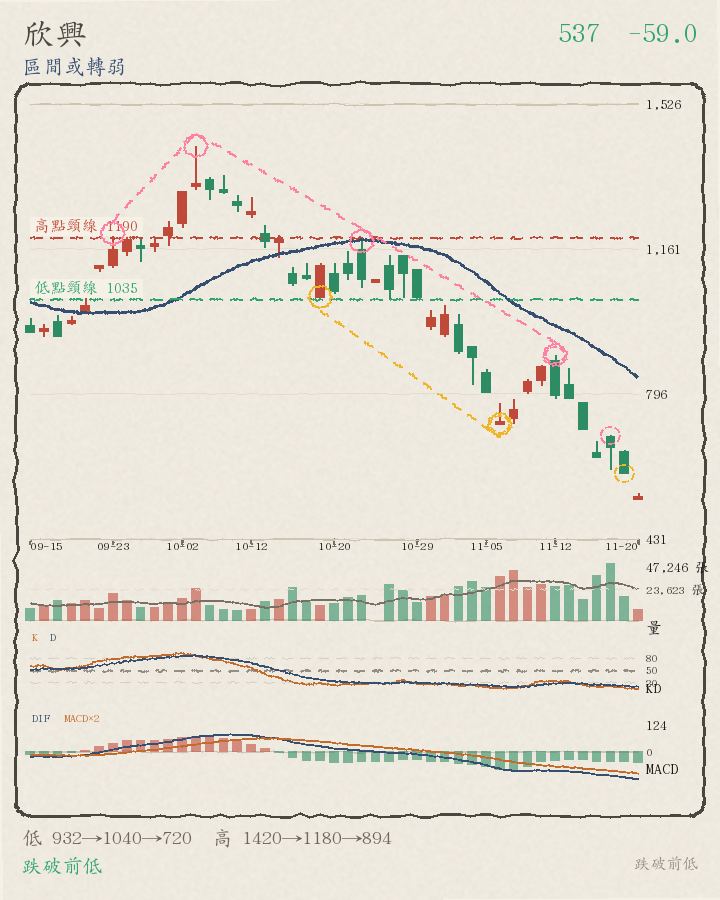 欣興
537 -59.0
區間或轉弱
1,526
高點頸線 1190
1,161
低點頸線 1035
796
431
09-15 09-23 10-02 10-12 10-20 10-29 11-05 11-12 11-20
47,246 張
23,623 張
量
K D
80
50
20
KD
DIF MACD×2
124
0
MACD
低 932→1040→720 高 1420→1180→894
跌破前低
跌破前低